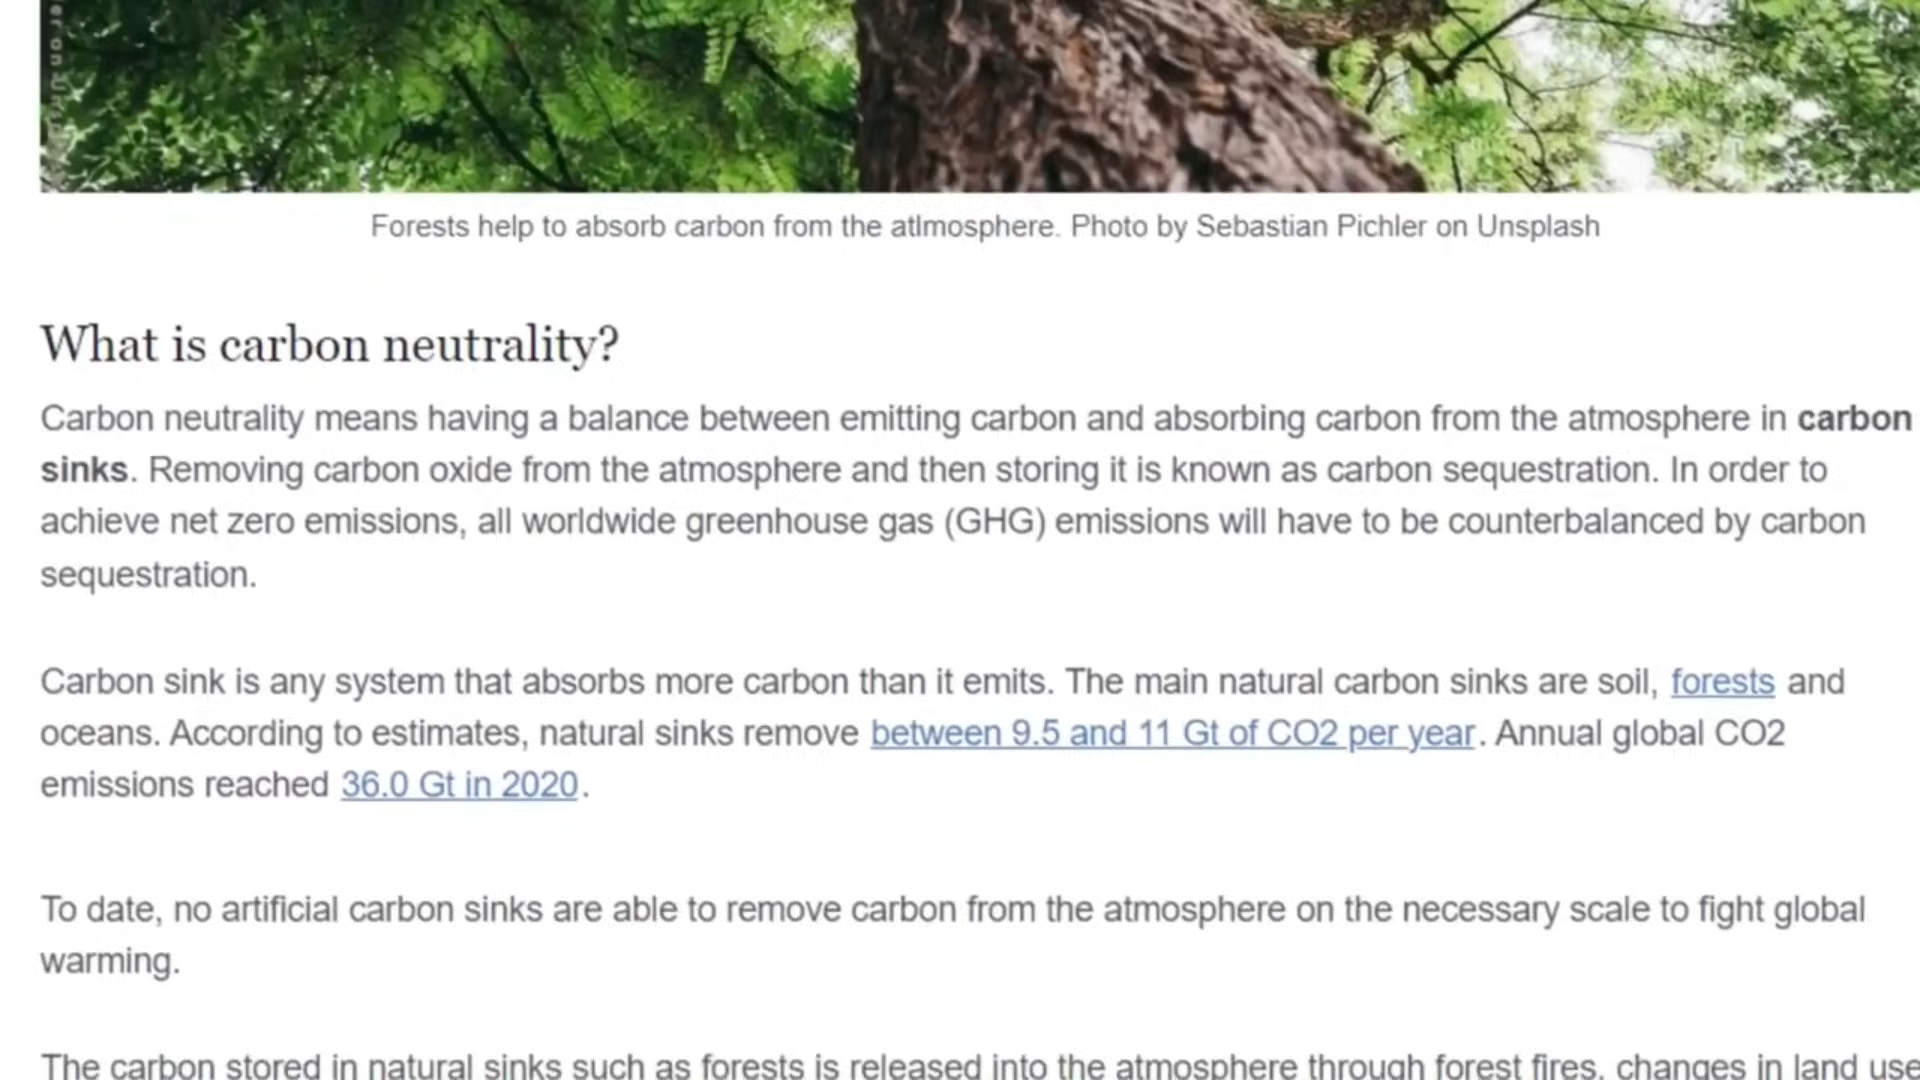 Forests help to absorb carbon from the atlmosphere. Photo by Sebastian Pichler on Unsplash
What is carbon neutrality?
Carbon neutrality means having a balance between emitting carbon and absorbing carbon from the atmosphere in carbon
sinks. Removing carbon oxide from the atmosphere and then storing it is known as carbon sequestration. In order to
achieve net zero emissions, all worldwide greenhouse gas (GHG) emissions will have to be counterbalanced by carbon
sequestration.
Carbon sink is any system that absorbs more carbon than it emits. The main natural carbon sinks are soil, forests and
oceans. According to estimates, natural sinks remove between 9.5 and 11 Gt of CO2 per year. Annual global CO2
emissions reached 36.0 Gt in 2020.
To date, no artificial carbon sinks are able to remove carbon from the atmosphere on the necessary scale to fight global
warming.
The carbon stored in natural sinks such as forests is released into the atmosphere through forest fires, changes in land use